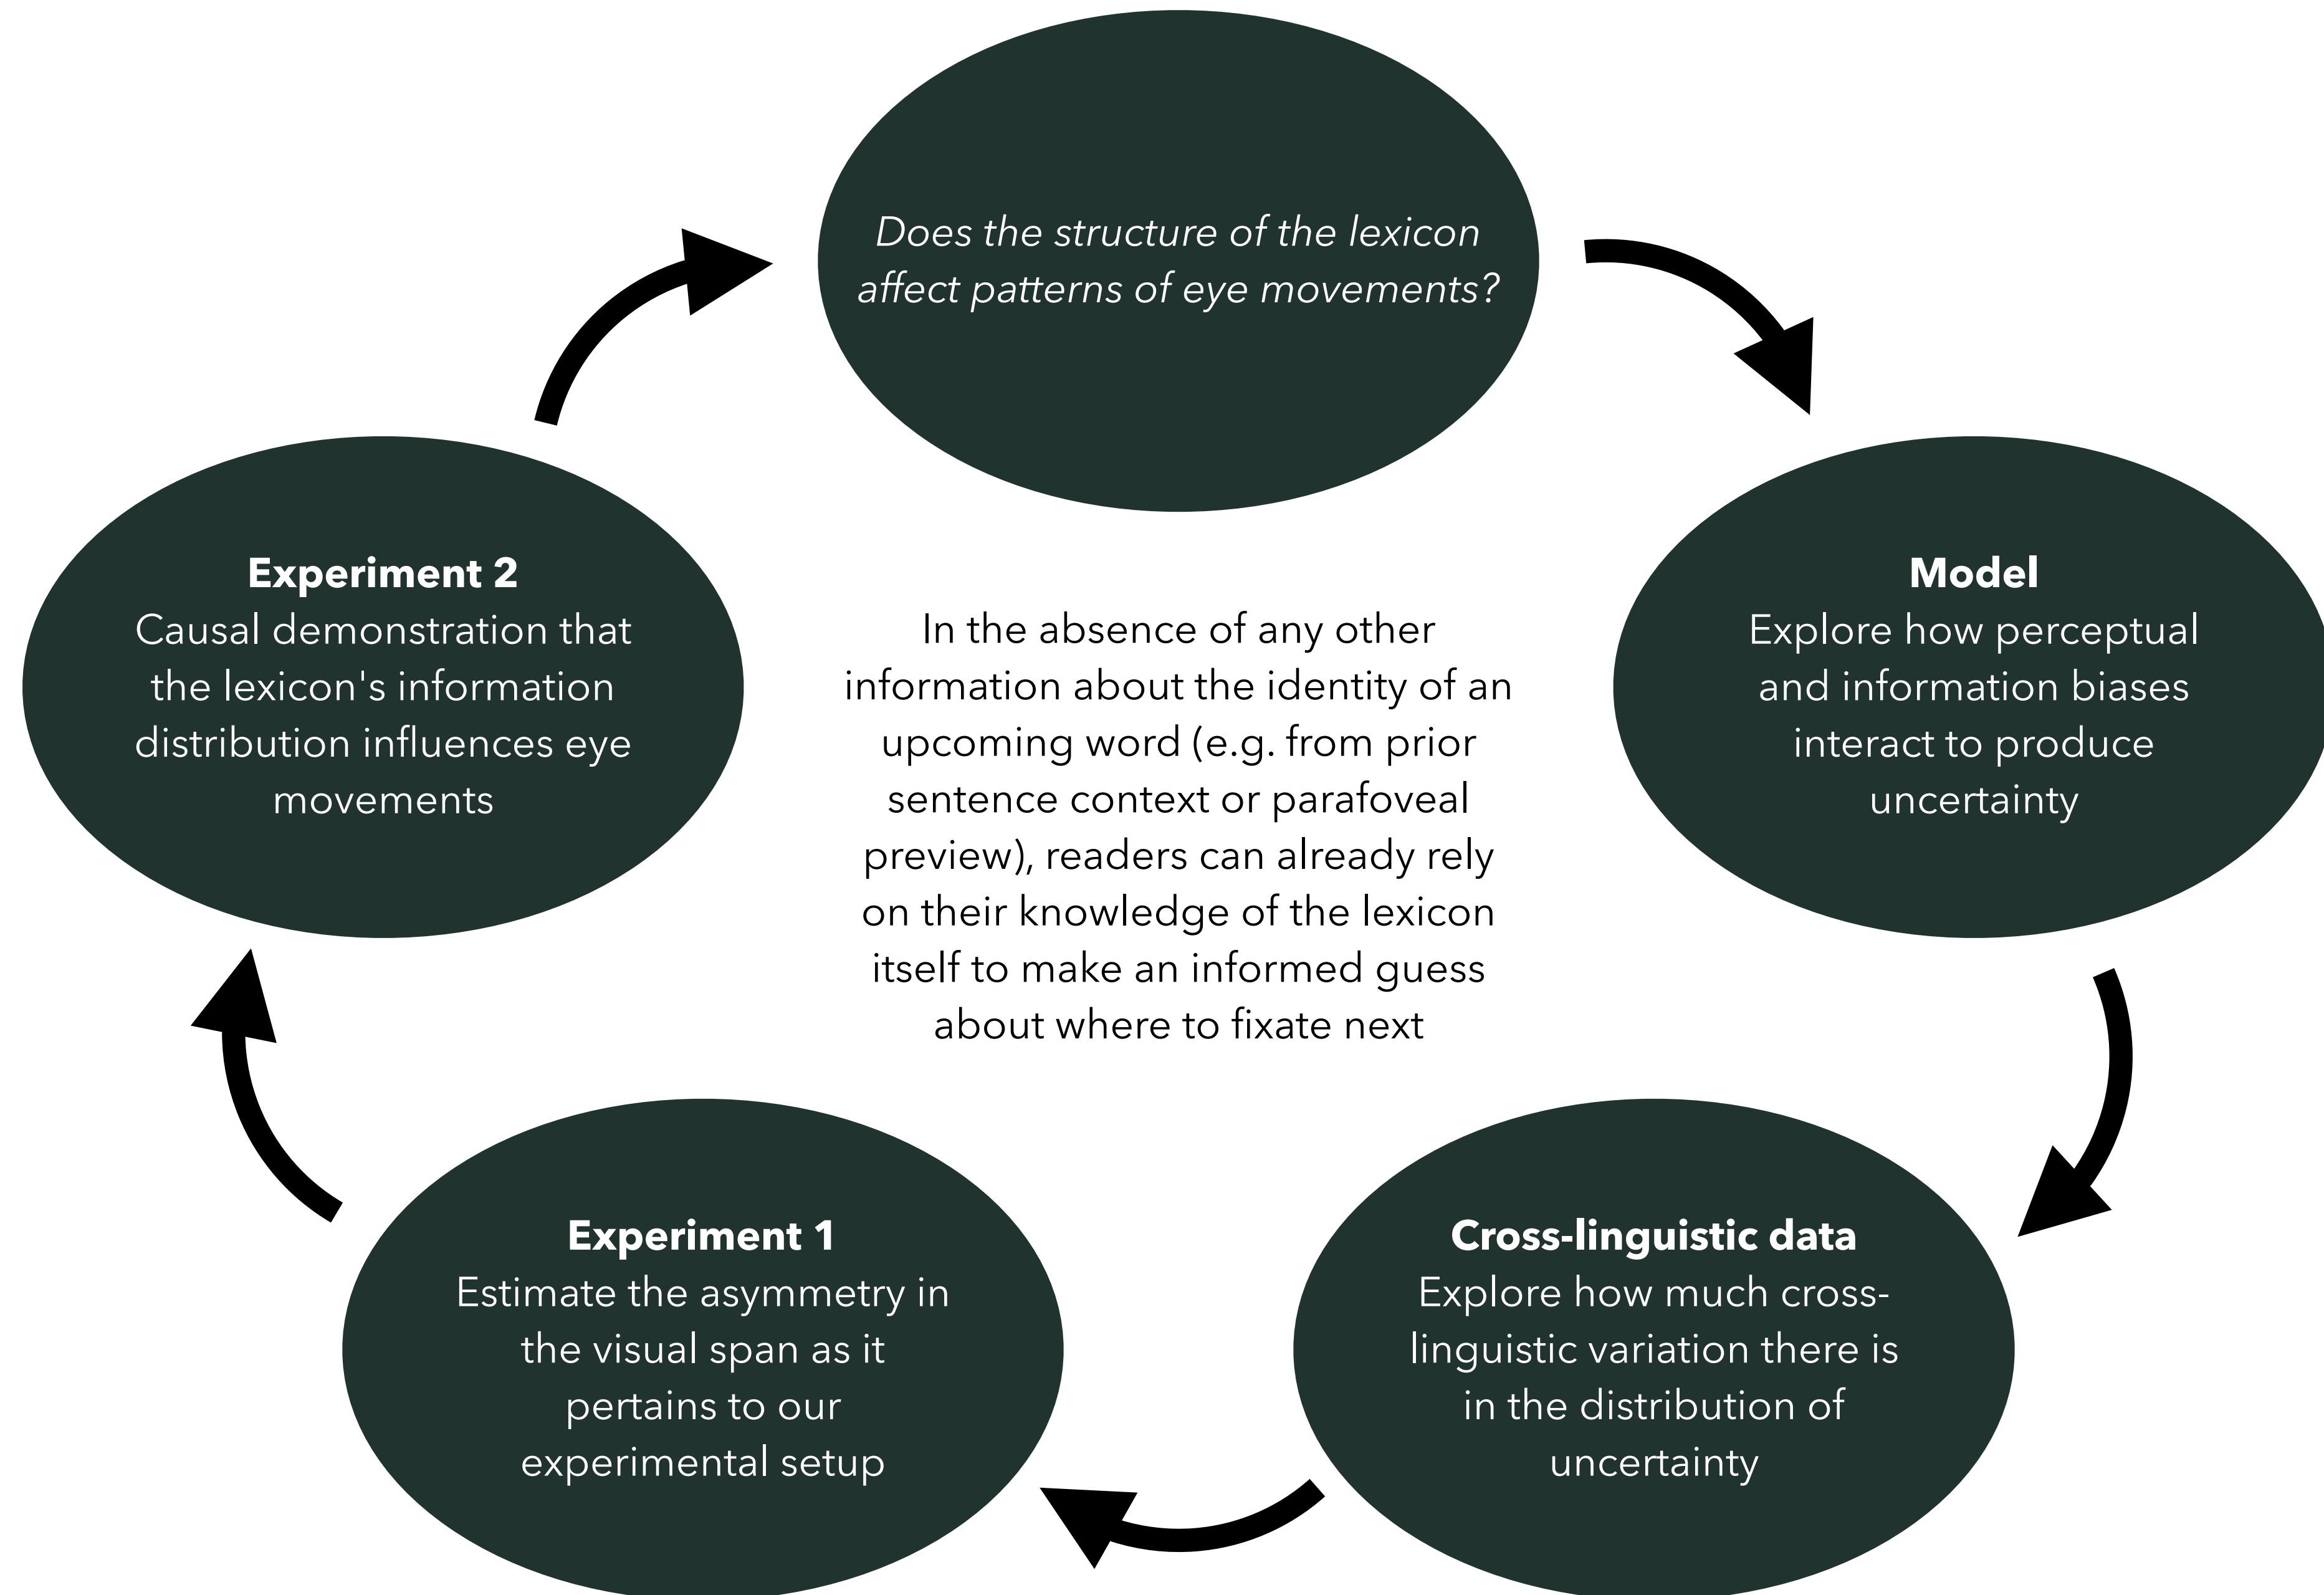 Does the structure of the lexicon
affect patterns of eye movements?
Model
Explore how perceptual
and information biases
interact to produce
uncertainty
Cross-linguistic data
Explore how much cross-
linguistic variation there is
in the distribution of
uncertainty
Experiment 1
Estimate the asymmetry in
the visual span as it
pertains to our
experimental setup
Experiment 2
Causal demonstration that
the lexicon's information
distribution influences eye
movements
In the absence of any other
information about the identity of an
upcoming word (e.g. from prior
sentence context or parafoveal
preview), readers can already rely
on their knowledge of the lexicon
itself to make an informed guess
about where to fixate next